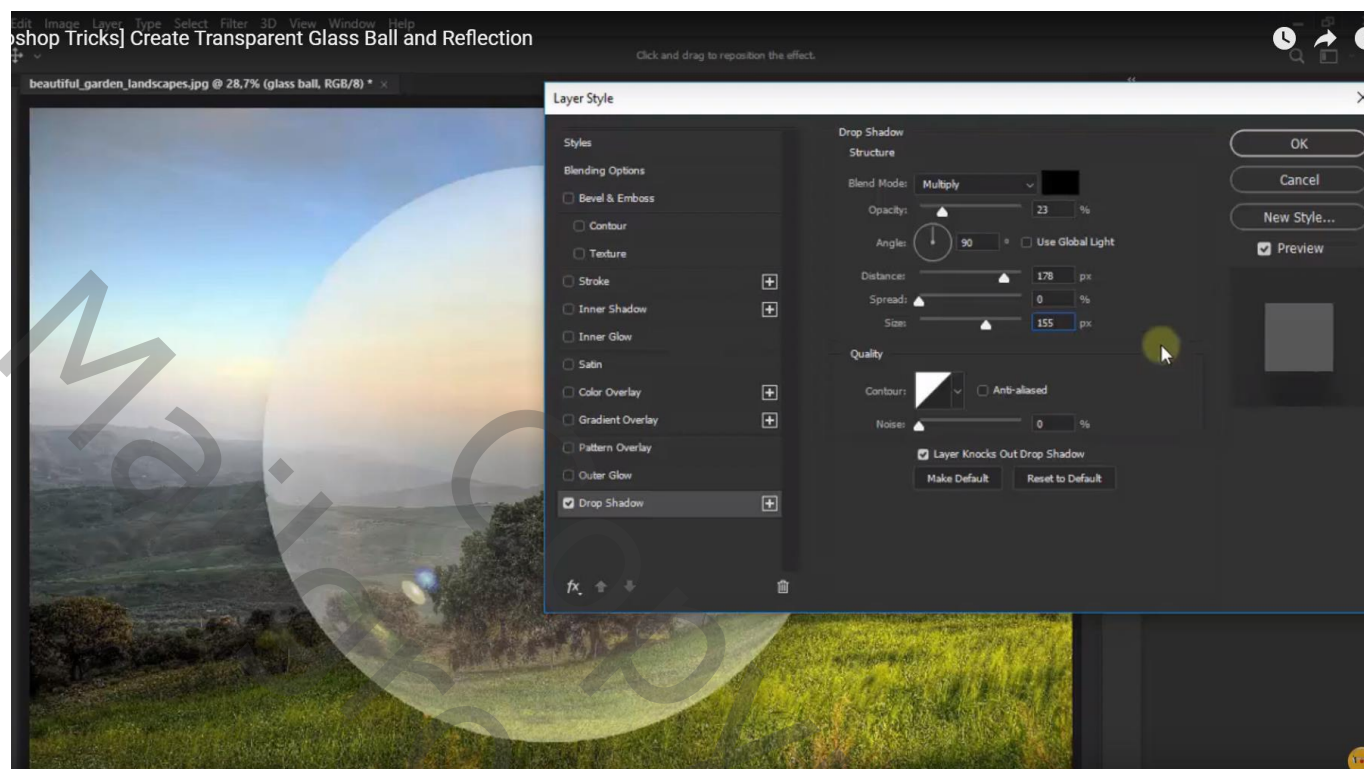 Edit Image Layer Type Select Filter 3D View Window Help
oshop Tricks] Create Transparent Glass Ball and Reflection
Click and drag to reposition the effect.
beautiful_garden_landscapes.jpg @ 28,7% (glass ball, RGB/8) * ×
Layer Style
Styles
Blending Options
Bevel & Emboss
Contour
Texture
Stroke
Inner Shadow
Inner Glow
Satin
Color Overlay
Gradient Overlay
Pattern Overlay
Outer Glow
Drop Shadow
fx
Drop Shadow
Structure
Blend Mode: Multiply
Opacity: 23 %
Angle: 90 ° Use Global Light
Distance: 178 px
Spread: 0 %
Size: 155 px
Quality
Contour: Anti-aliased
Noise: 0 %
Layer Knocks Out Drop Shadow
Make Default Reset to Default
OK
Cancel
New Style...
Preview